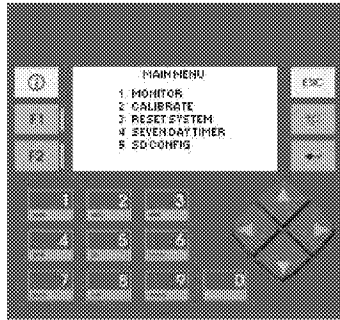 MAIN MENU
1 MONITOR
2 CALIBRATE
3 RESET SYSTEM
4 SEVEN DAY TIMER
5 SD CONFIG
ESC
F1
F2
1 2 3
4 5 6
7 8 9 0